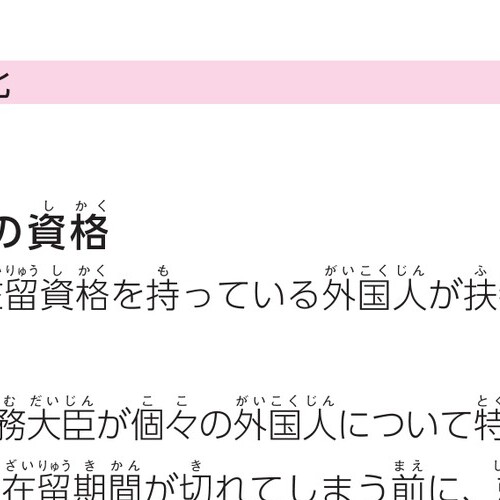 の資格
留資格を持っている外国人が扶
務大臣が個々の外国人について特
在留期間が切れてしまう前に、